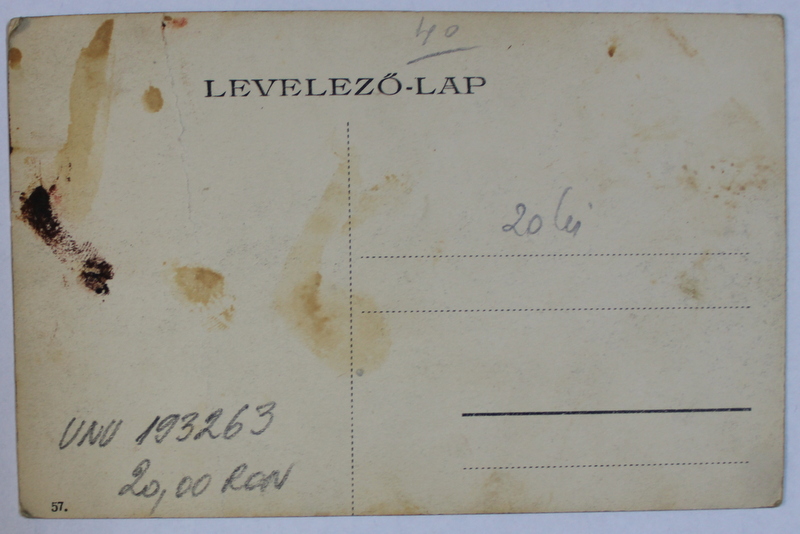 40
LEVELEZŐ-LAP
20 lei
UNU 193263
20,00 RON
57.